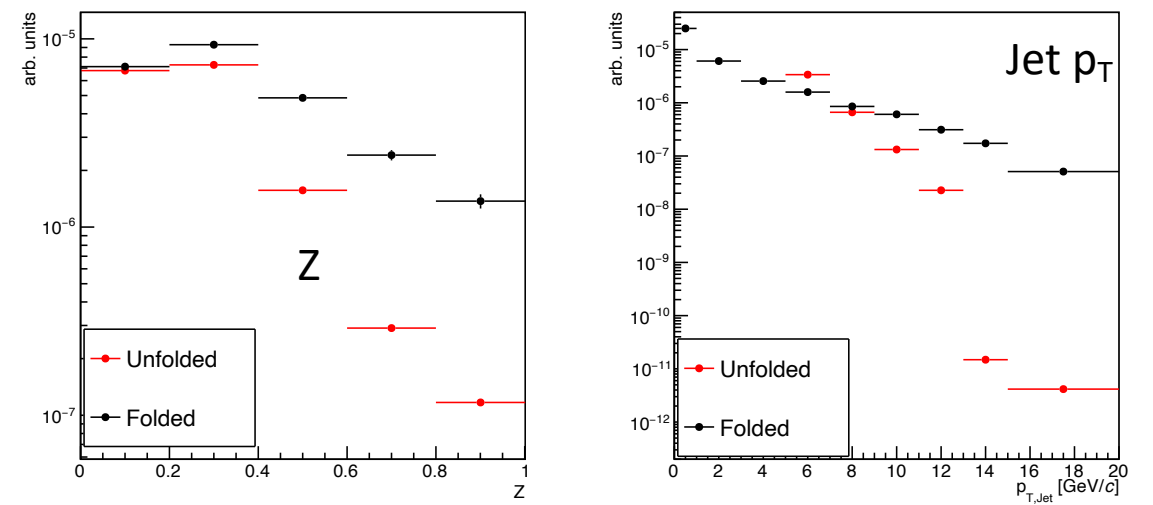 arb. units
10⁻⁵
10⁻⁶
10⁻⁷
Z
Unfolded
Folded
0 0.2 0.4 0.6 0.8 1
Z
arb. units
Jet p_T
10⁻⁵
10⁻⁶
10⁻⁷
10⁻⁸
10⁻⁹
10⁻¹⁰
10⁻¹¹
10⁻¹²
Unfolded
Folded
0 2 4 6 8 10 12 14 16 18 20
p_T,Jet [GeV/c]